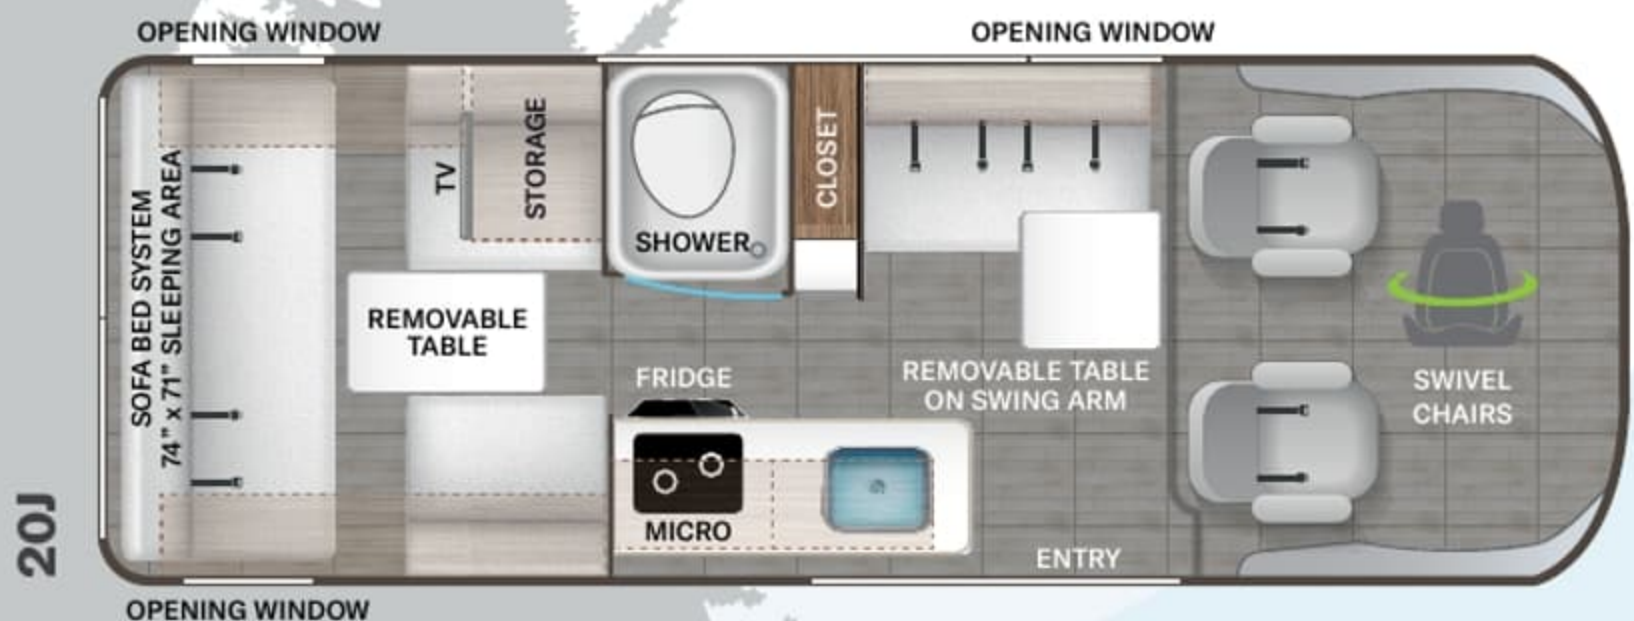 OPENING WINDOW
OPENING WINDOW
SOFA BED SYSTEM
74" x 71" SLEEPING AREA
TV
STORAGE
SHOWER
CLOSET
REMOVABLE
TABLE
FRIDGE
MICRO
REMOVABLE TABLE
ON SWING ARM
SWIVEL
CHAIRS
ENTRY
20J
OPENING WINDOW